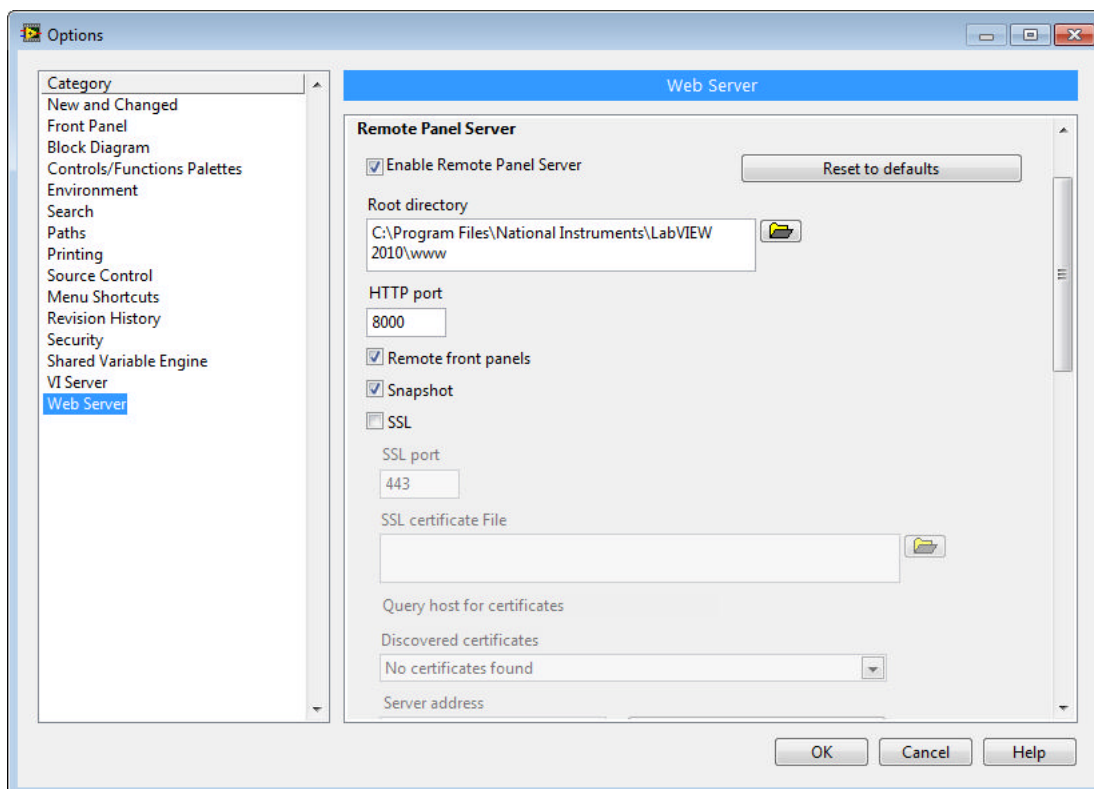 Options
Category
New and Changed
Front Panel
Block Diagram
Controls/Functions Palettes
Environment
Search
Paths
Printing
Source Control
Menu Shortcuts
Revision History
Security
Shared Variable Engine
VI Server
Web Server
Web Server
Remote Panel Server
Enable Remote Panel Server
Reset to defaults
Root directory
C:\Program Files\National Instruments\LabVIEW
2010\www
HTTP port
8000
Remote front panels
Snapshot
SSL
SSL port
443
SSL certificate File
Query host for certificates
Discovered certificates
No certificates found
Server address
OK
Cancel
Help